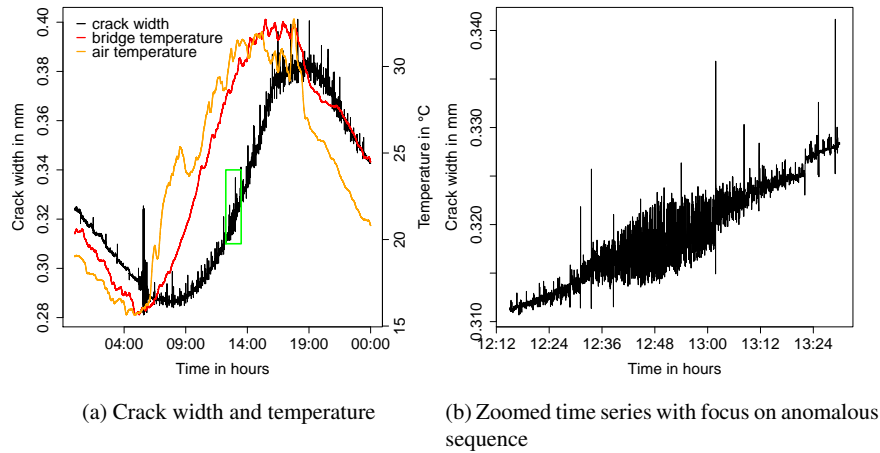 crack width
bridge temperature
air temperature
Crack width in mm
0.28 0.30 0.32 0.34 0.36 0.38 0.40
Temperature in °C
15 20 25 30
04:00 09:00 14:00 19:00 00:00
Time in hours
(a) Crack width and temperature
Crack width in mm
0.310 0.320 0.330 0.340
12:12 12:24 12:36 12:48 13:00 13:12 13:24
Time in hours
(b) Zoomed time series with focus on anomalous
sequence